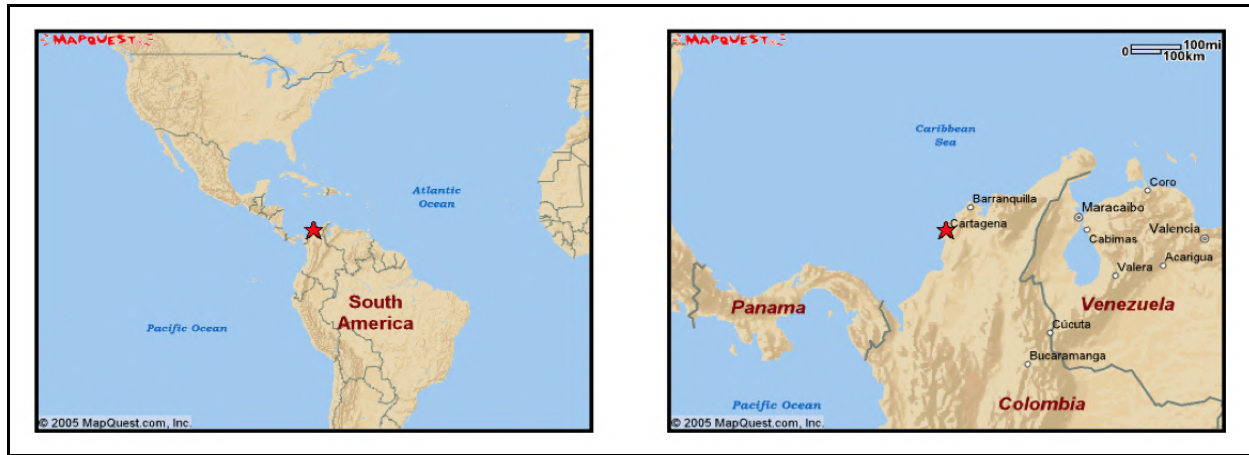 MAPQUEST
Atlantic
Ocean
South
America
Pacific Ocean
© 2005 MapQuest.com, Inc.
MAPQUEST
0 100mi
100km
Caribbean
Sea
Coro
Barranquilla
Maracaibo
Cartagena
Valencia
Cabimas
Acarigua
Valera
Panama
Venezuela
Cúcuta
Bucaramanga
Pacific Ocean
Colombia
© 2005 MapQuest.com, Inc.